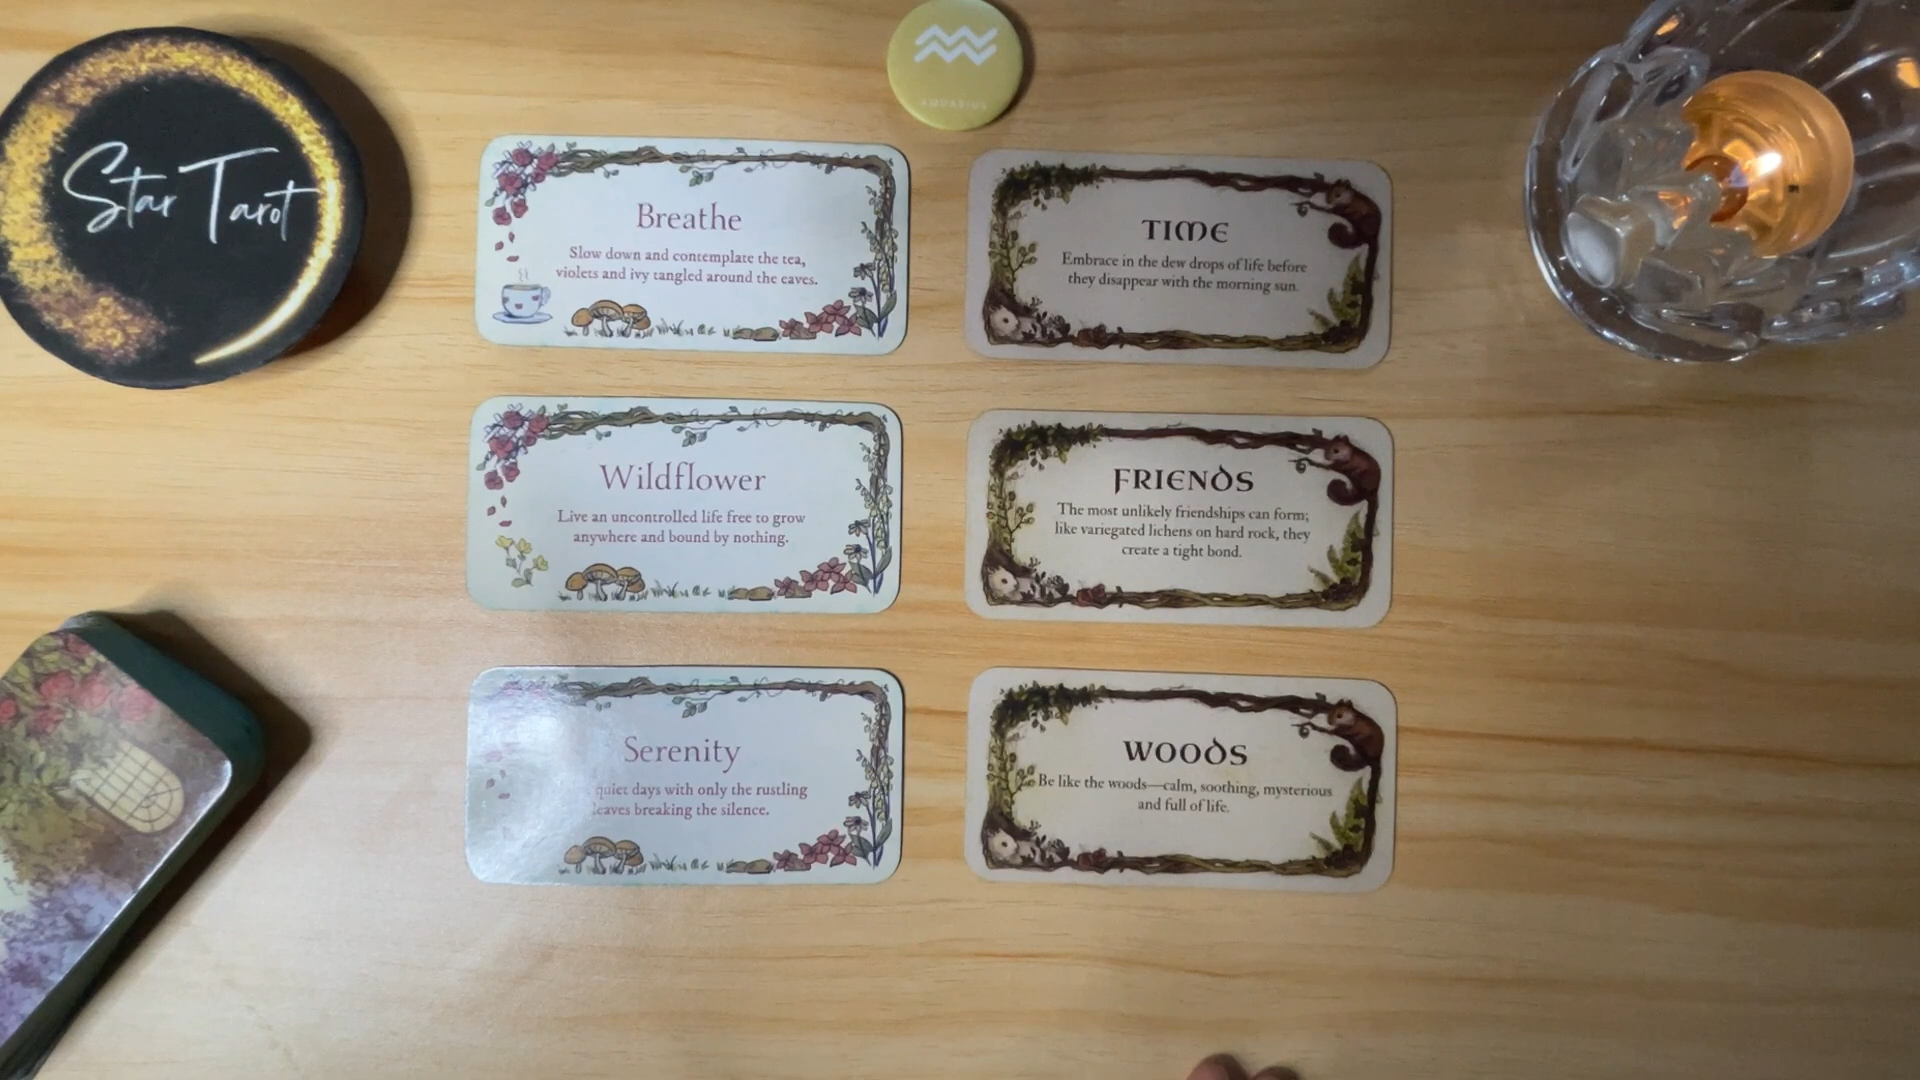 Star Tarot
AQUARIUS
Breathe
Slow down and contemplate the tea,
violets and ivy tangled around the eaves.
TIME
Embrace in the dew drops of life before
they disappear with the morning sun.
Wildflower
Live an uncontrolled life free to grow
anywhere and bound by nothing.
FRIENDS
The most unlikely friendships can form;
like variegated lichens on hard rock, they
create a tight bond.
Serenity
quiet days with only the rustling
leaves breaking the silence.
WOODS
Be like the woods—calm, soothing, mysterious
and full of life.